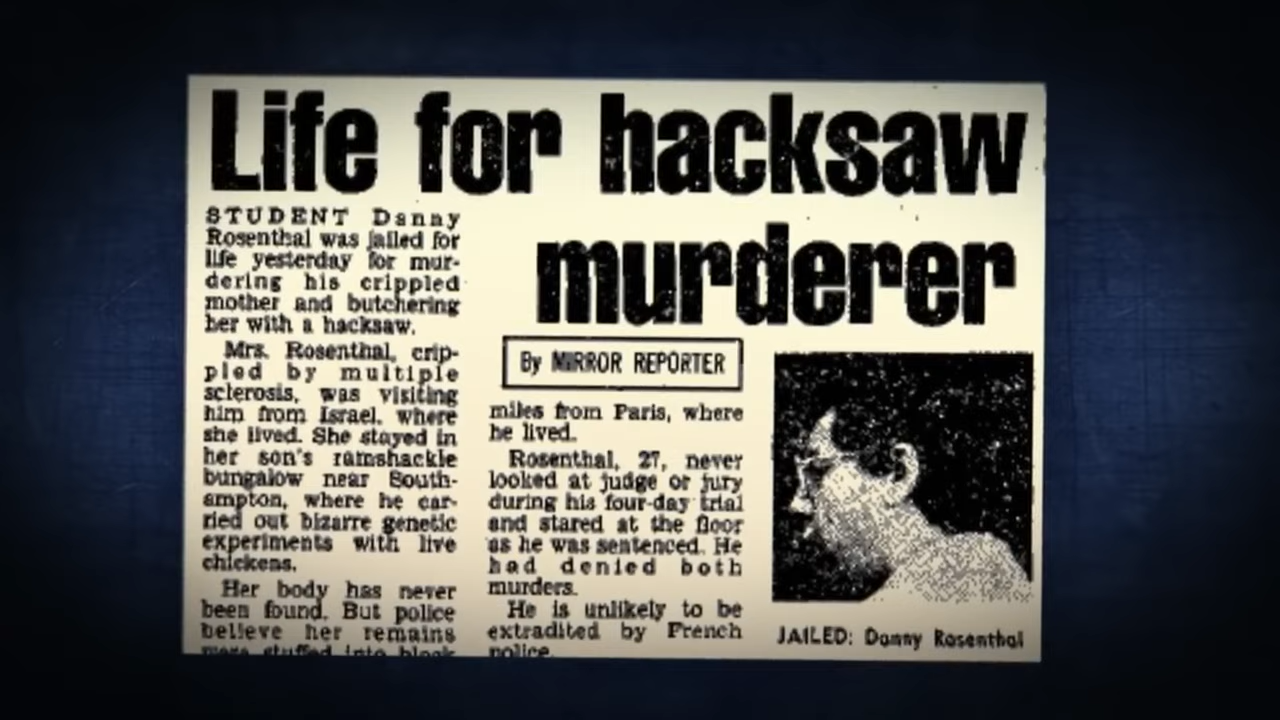 Life for hacksaw
murderer
STUDENT Danny
Rosenthal was jailed for
life yesterday for mur-
dering his crippled
mother and butchering
her with a hacksaw.
Mrs. Rosenthal, crip-
pled by multiple
sclerosis, was visiting
him from Israel, where
she lived. She stayed in
her son's ramshackle
bungalow near South-
ampton, where he car-
ried out bizarre genetic
experiments with live
chickens.
Her body has never
been found. But police
believe her remains
were stuffed into black
By MIRROR REPORTER
miles from Paris, where
he lived.
Rosenthal, 27, never
looked at judge or jury
during his four-day trial
and stared at the floor
as he was sentenced. He
had denied both
murders.
He is unlikely to be
extradited by French
police.
JAILED: Danny Rosenthal